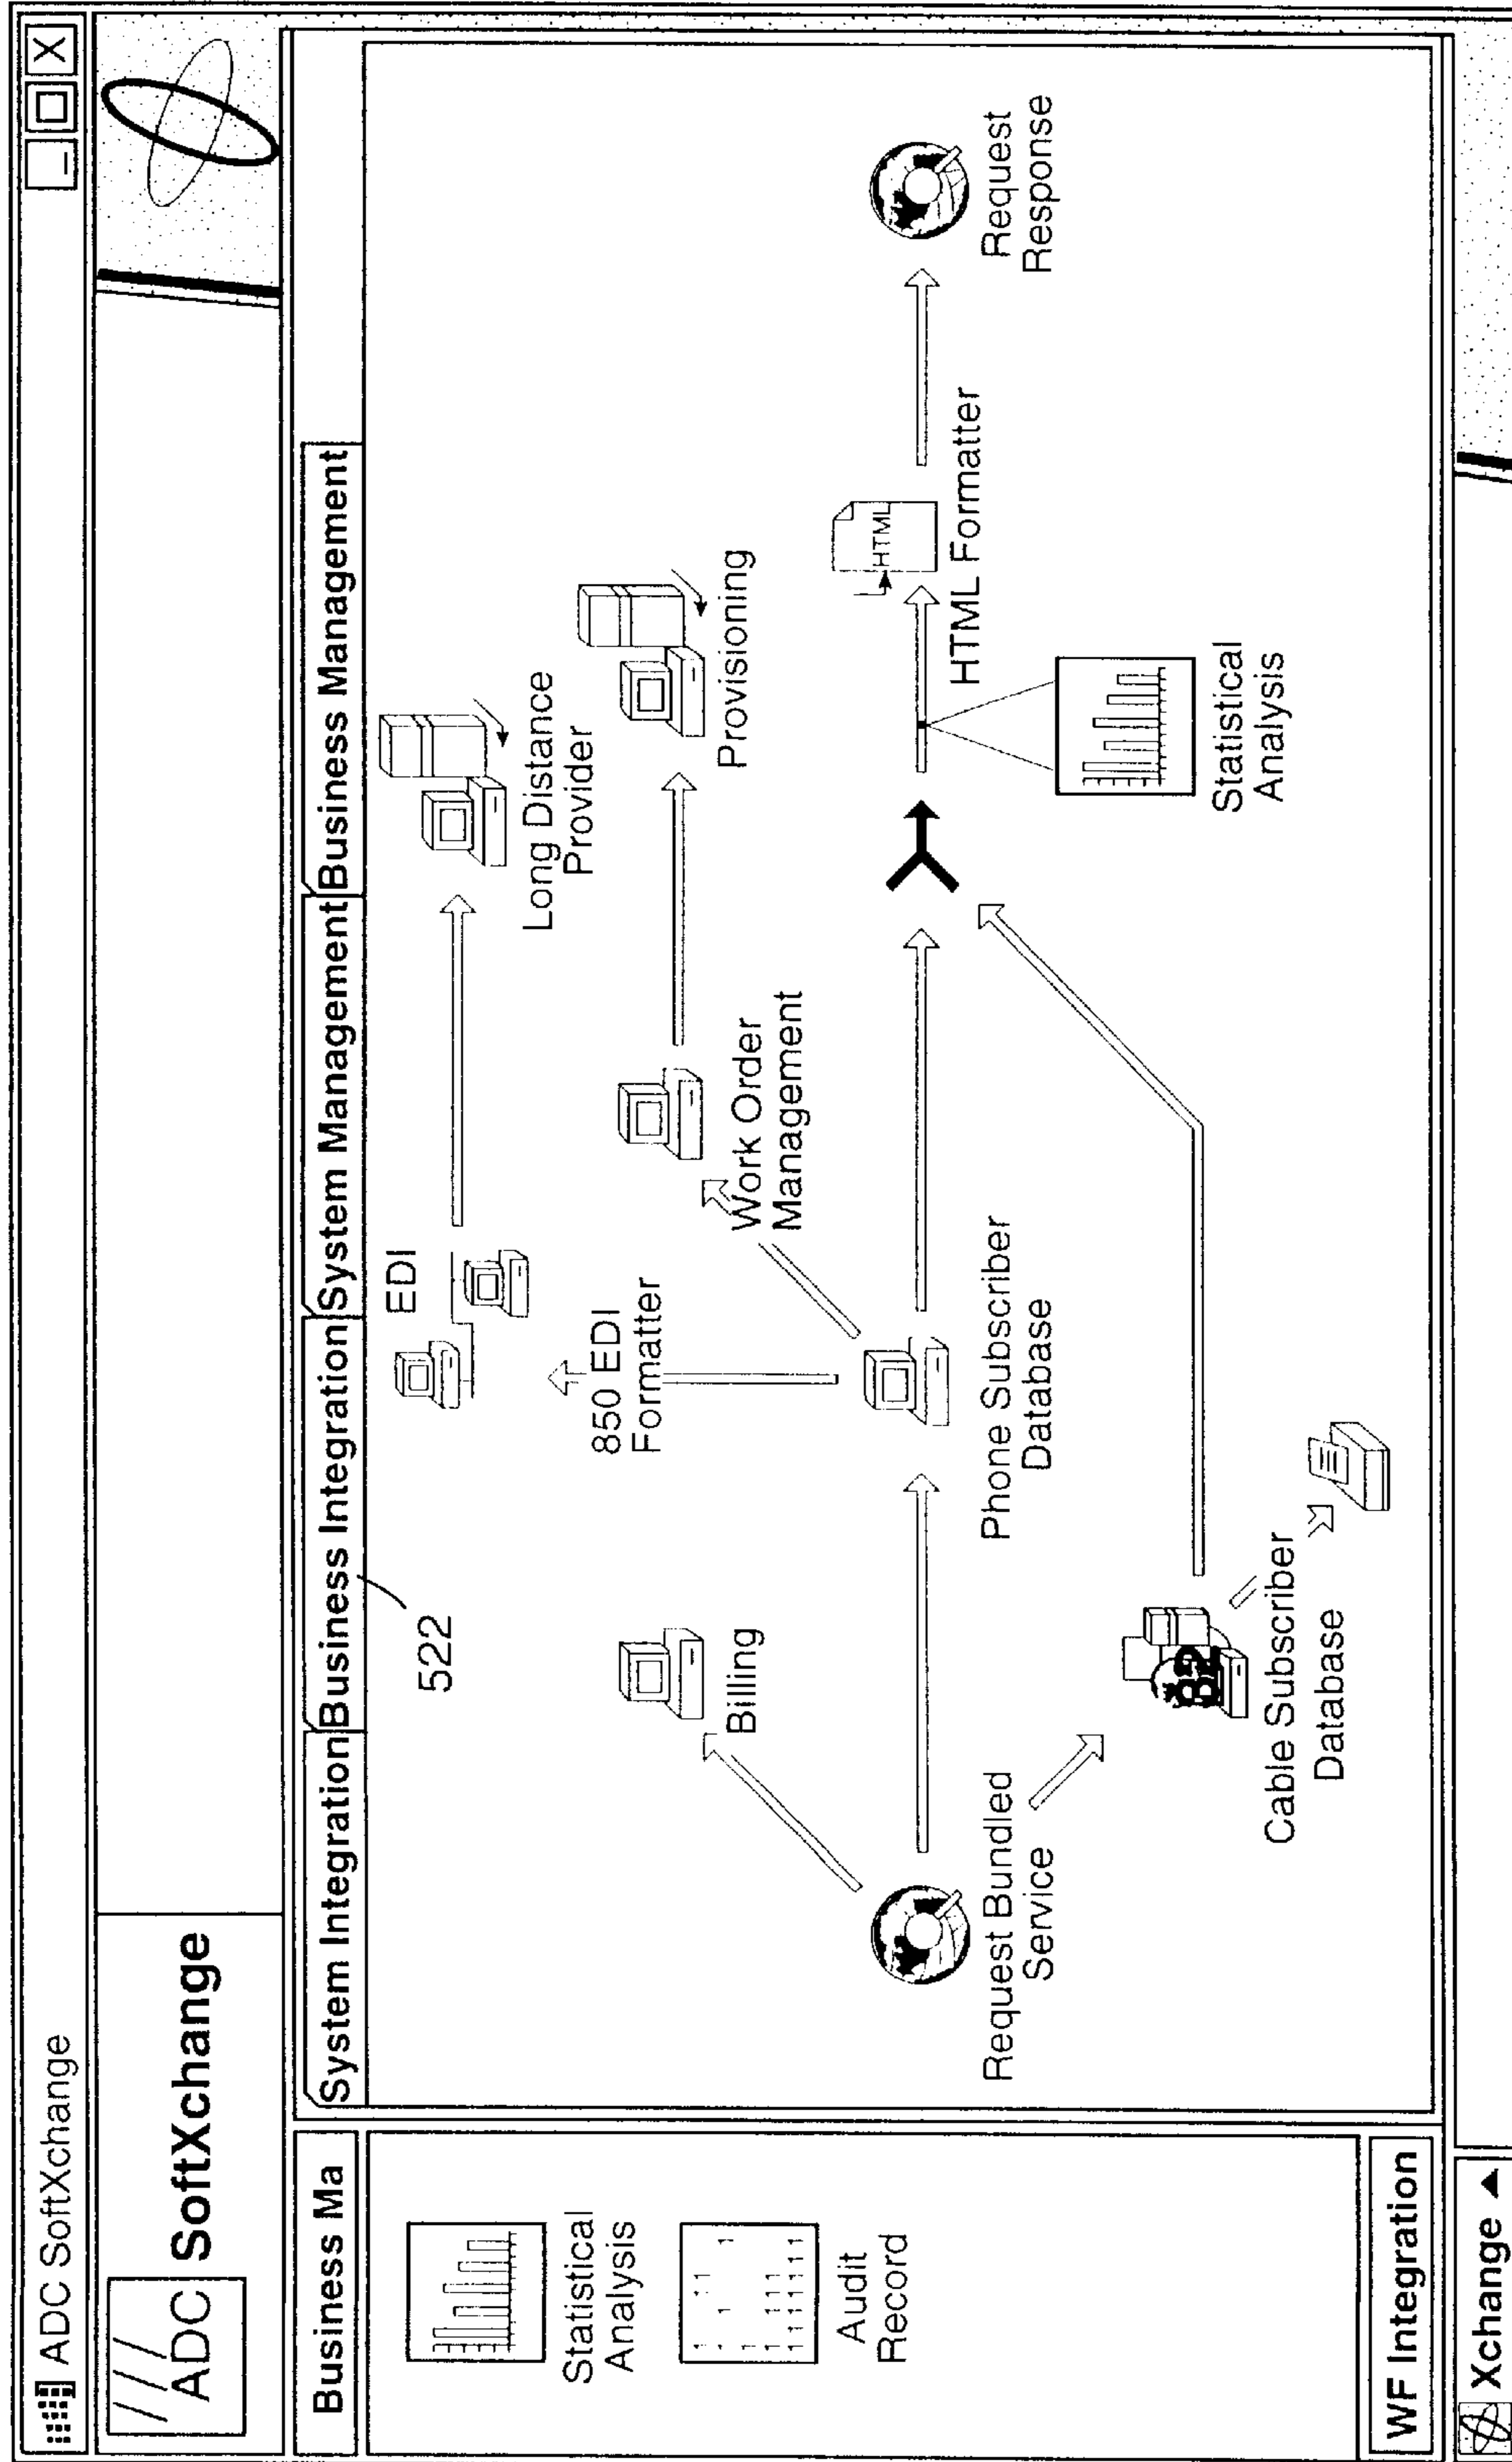 ADC SoftXchange
ADC SoftXchange
Business Ma
System Integration
Business Integration
System Management
Business Management
522
Statistical
Analysis
Audit
Record
WF Integration
Xchange
EDI
Long Distance
Provider
850 EDI
Formatter
Billing
Work Order
Management
Provisioning
Request Bundled
Service
Phone Subscriber
Database
HTML
HTML Formatter
Request
Response
Statistical
Analysis
Cable Subscriber
Database